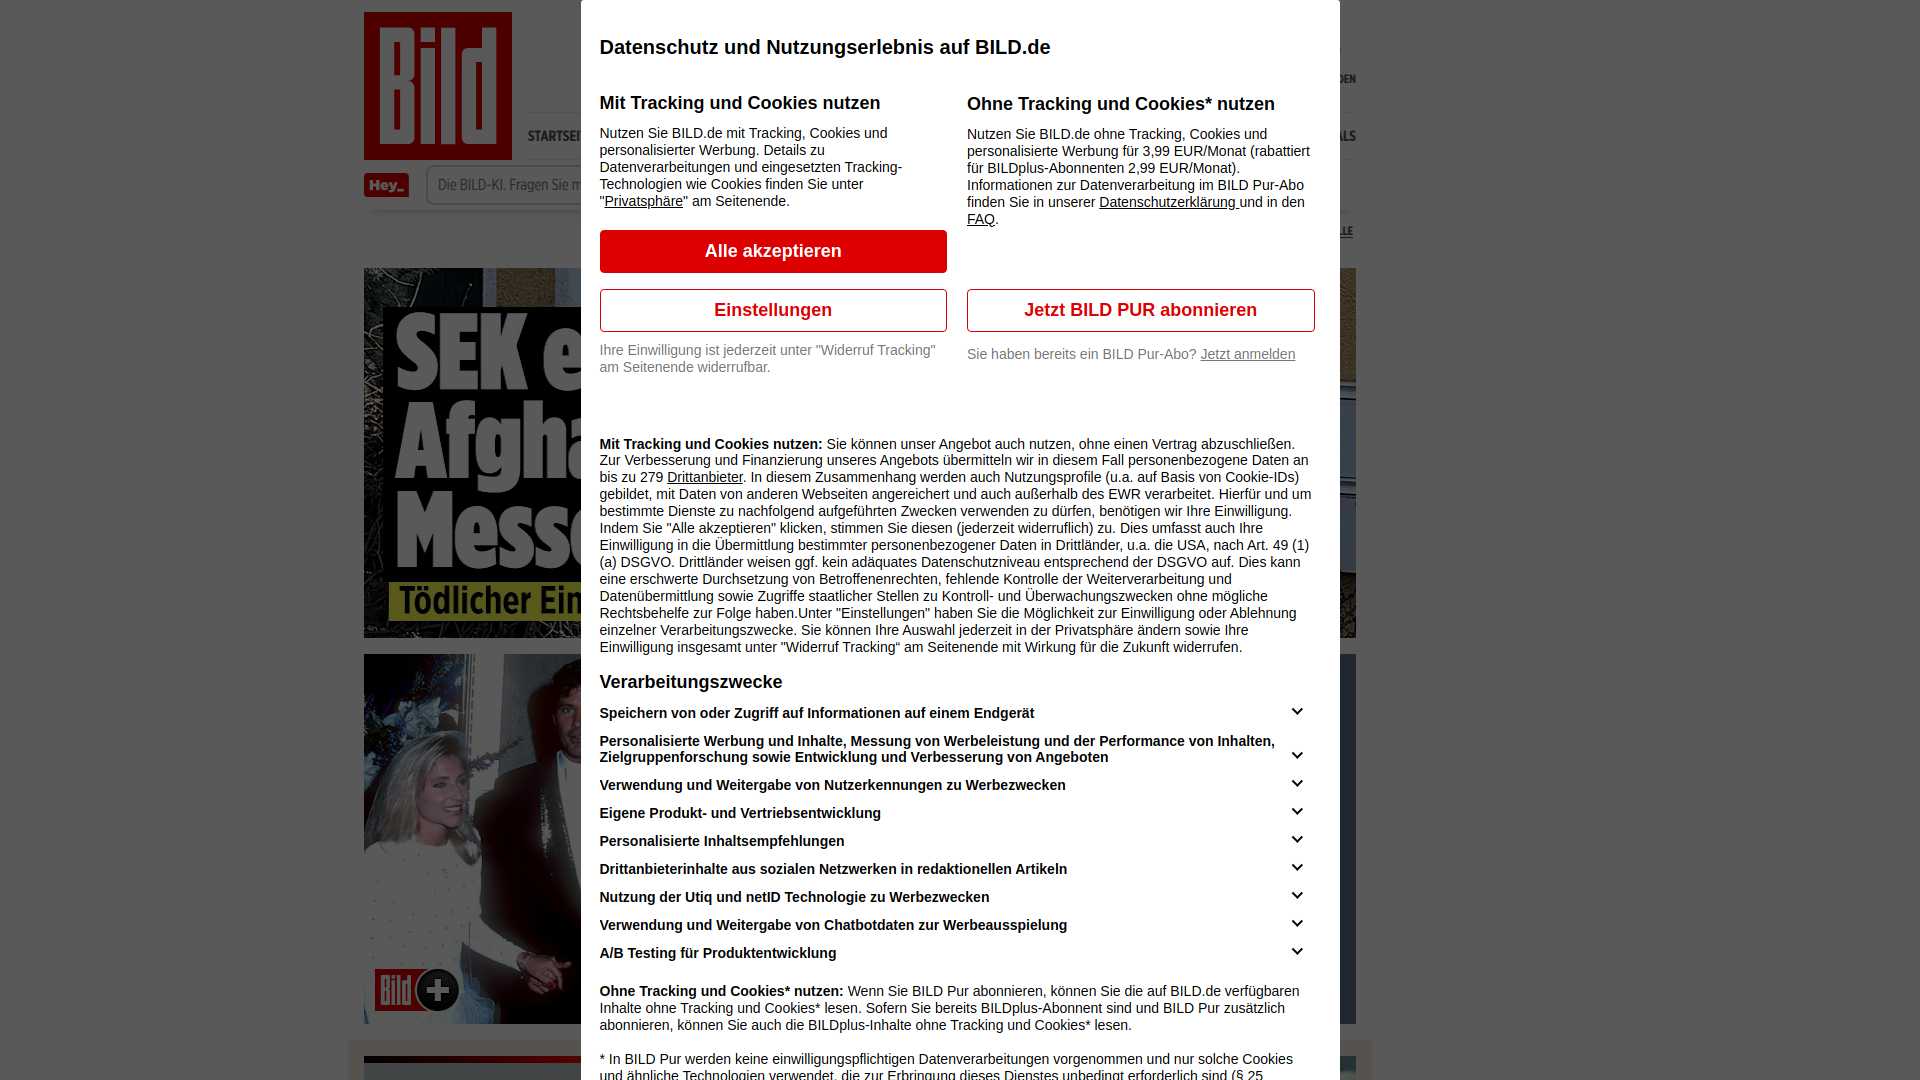 Bild
Datenschutz und Nutzungserlebnis auf BILD.de
Mit Tracking und Cookies nutzen
Nutzen Sie BILD.de mit Tracking, Cookies und
personalisierter Werbung. Details zu
Datenverarbeitungen und eingesetzten Tracking-
Technologien wie Cookies finden Sie unter
"Privatsphäre" am Seitenende.
Alle akzeptieren
Einstellungen
Ihre Einwilligung ist jederzeit unter "Widerruf Tracking"
am Seitenende widerrufbar.
Ohne Tracking und Cookies* nutzen
Nutzen Sie BILD.de ohne Tracking, Cookies und
personalisierte Werbung für 3,99 EUR/Monat (rabattiert
für BILDplus-Abonnenten 2,99 EUR/Monat).
Informationen zur Datenverarbeitung im BILD Pur-Abo
finden Sie in unserer Datenschutzerklärung und in den
FAQ.
Jetzt BILD PUR abonnieren
Sie haben bereits ein BILD Pur-Abo? Jetzt anmelden
Hey_
Die BILD-KI. Fragen Sie
SEK
Tödlicher
Mit Tracking und Cookies nutzen: Sie können unser Angebot auch nutzen, ohne einen Vertrag abzuschließen.
Zur Verbesserung und Finanzierung unseres Angebots übermitteln wir in diesem Fall personenbezogene Daten an
bis zu 279 Drittanbieter. In diesem Zusammenhang werden auch Nutzungsprofile (u.a. auf Basis von Cookie-IDs)
gebildet, mit Daten von anderen Webseiten angereichert und auch außerhalb des EWR verarbeitet. Hierfür und um
bestimmte Dienste zu nachfolgend aufgeführten Zwecken verwenden zu dürfen, benötigen wir Ihre Einwilligung.
Indem Sie "Alle akzeptieren" klicken, stimmen Sie diesen (jederzeit widerruflich) zu. Dies umfasst auch Ihre
Einwilligung in die Übermittlung bestimmter personenbezogener Daten in Drittländer, u.a. die USA, nach Art. 49 (1)
(a) DSGVO. Drittländer weisen ggf. kein adäquates Datenschutzniveau entsprechend der DSGVO auf. Dies kann
eine erschwerte Durchsetzung von Betroffenenrechten, fehlende Kontrolle der Weiterverarbeitung und
Datenübermittlung sowie Zugriffe staatlicher Stellen zu Kontroll- und Überwachungszwecken ohne mögliche
Rechtsbehelfe zur Folge haben.Unter "Einstellungen" haben Sie die Möglichkeit zur Einwilligung oder Ablehnung
einzelner Verarbeitungszwecke. Sie können Ihre Auswahl jederzeit in der Privatsphäre ändern sowie Ihre
Einwilligung insgesamt unter "Widerruf Tracking“ am Seitenende mit Wirkung für die Zukunft widerrufen.
Verarbeitungszwecke
Speichern von oder Zugriff auf Informationen auf einem Endgerät
Personalisierte Werbung und Inhalte, Messung von Werbeleistung und der Performance von Inhalten,
Zielgruppenforschung sowie Entwicklung und Verbesserung von Angeboten
Verwendung und Weitergabe von Nutzerkennungen zu Werbezwecken
Eigene Produkt- und Vertriebsentwicklung
Personalisierte Inhaltsempfehlungen
Drittanbieterinhalte aus sozialen Netzwerken in redaktionellen Artikeln
Nutzung der Utiq und netID Technologie zu Werbezwecken
Verwendung und Weitergabe von Chatbotdaten zur Werbeausspielung
A/B Testing für Produktentwicklung
Bild
Ohne Tracking und Cookies* nutzen: Wenn Sie BILD Pur abonnieren, können Sie die auf BILD.de verfügbaren
Inhalte ohne Tracking und Cookies* lesen. Sofern Sie bereits BILDplus-Abonnent sind und BILD Pur zusätzlich
abonnieren, können Sie auch die BILDplus-Inhalte ohne Tracking und Cookies* lesen.
* In BILD Pur werden keine einwilligungspflichtigen Datenverarbeitungen vorgenommen und nur solche Cookies
und ähnliche Technologien verwendet, die zur Erbringung dieses Dienstes unbedingt erforderlich sind (§ 25